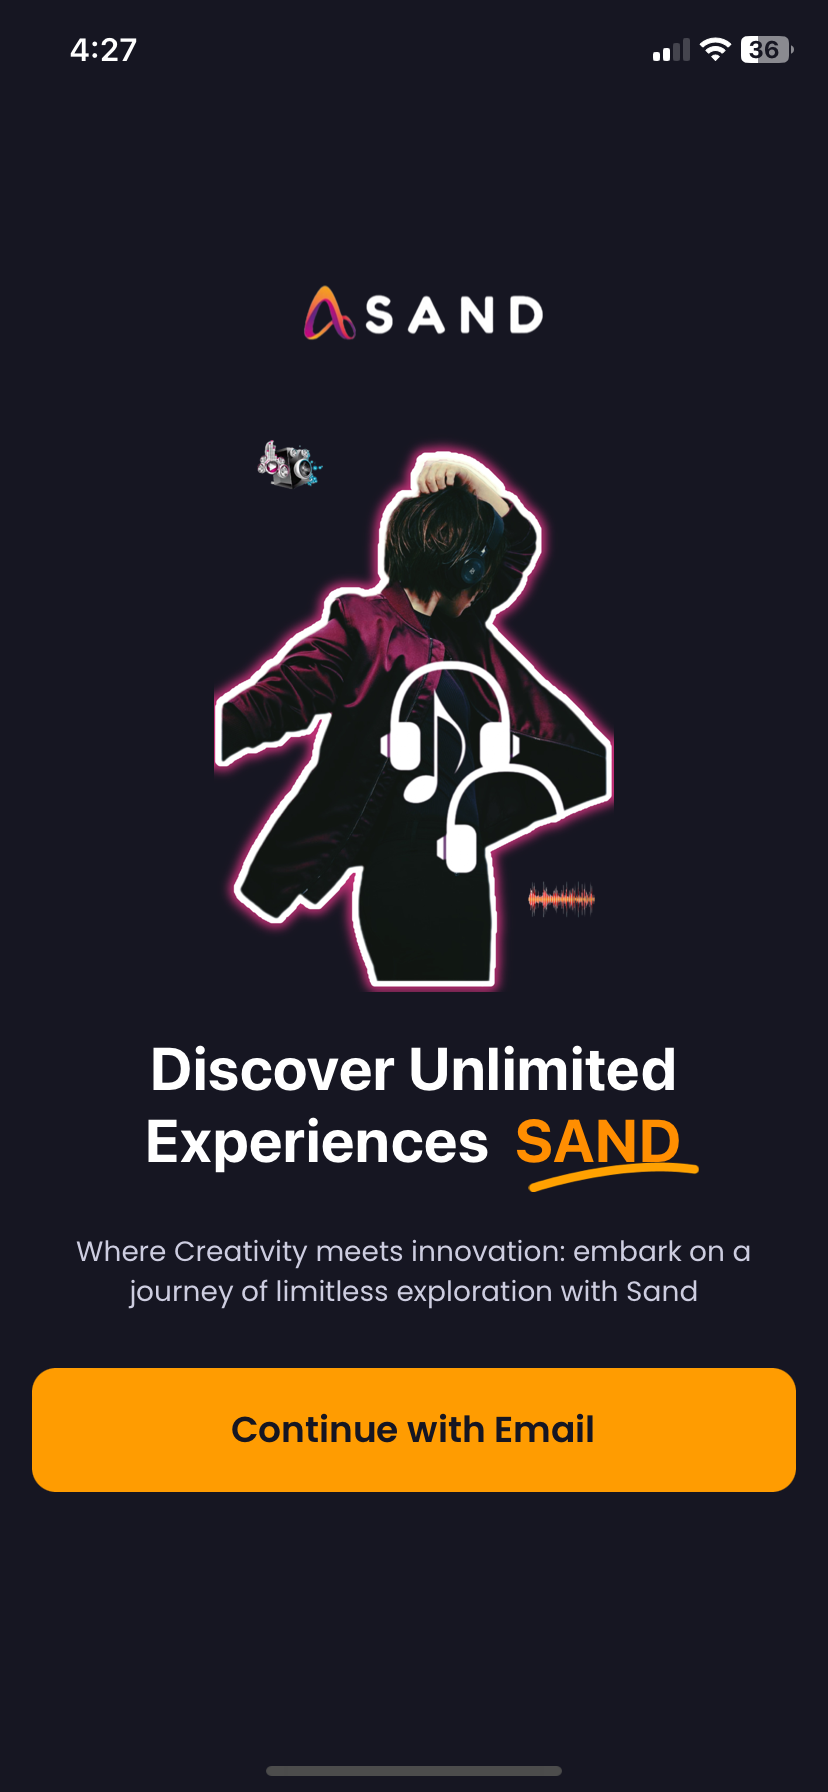 4:27
36
SAND
Discover Unlimited
Experiences SAND
Where Creativity meets innovation: embark on a
journey of limitless exploration with Sand
Continue with Email